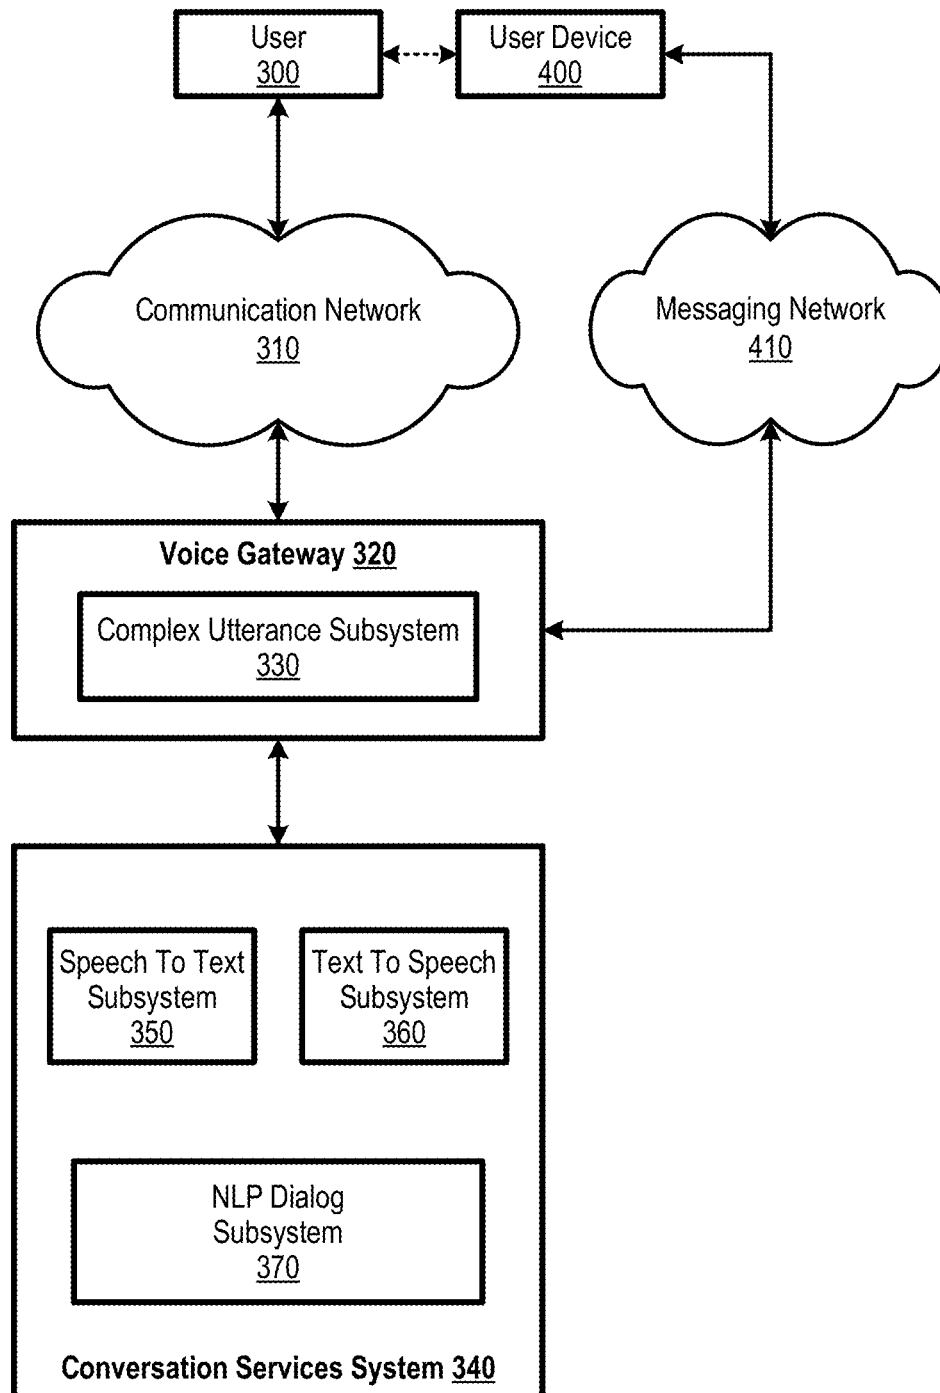 User
300
User Device
400
Communication Network
310
Messaging Network
410
Voice Gateway 320
Complex Utterance Subsystem
330
Speech To Text
Subsystem
350
Text To Speech
Subsystem
360
NLP Dialog
Subsystem
370
Conversation Services System 340